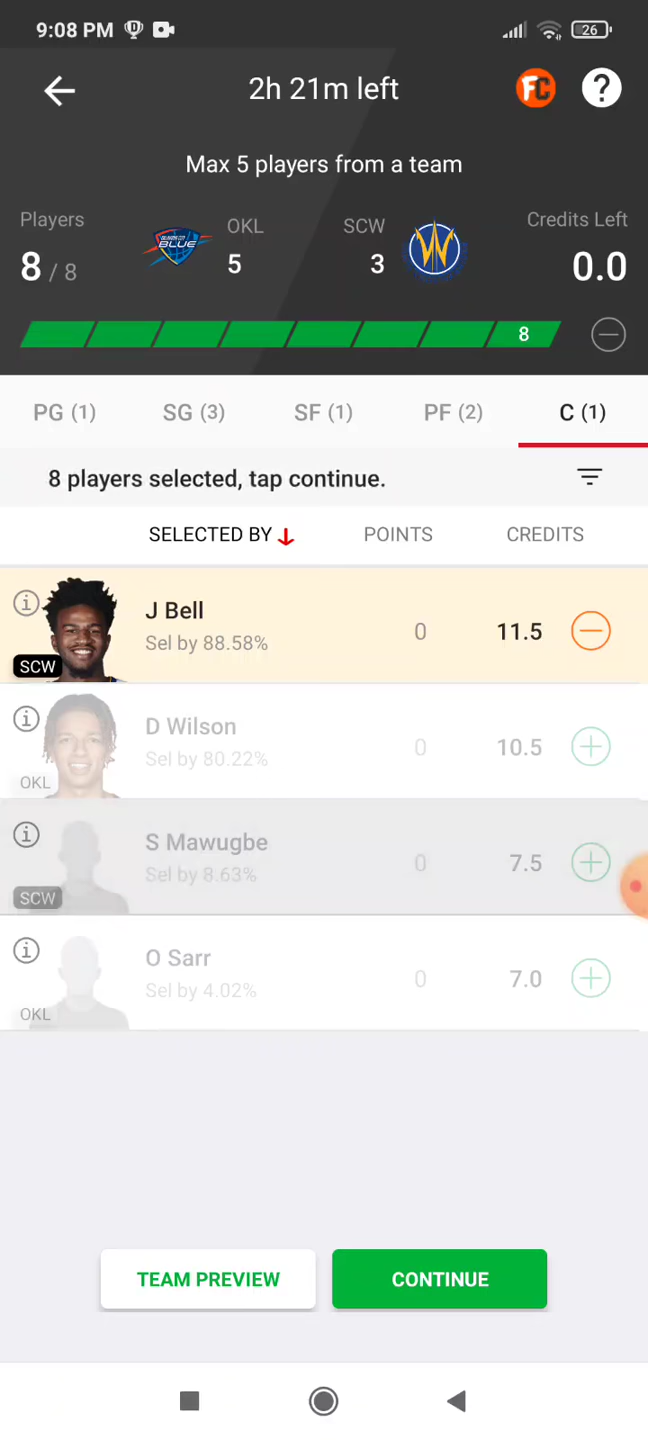 9:08 PM 26
2h 21m left FC ?
Max 5 players from a team
Players OKL SCW Credits Left
8 / 8 BLUE 5 3 0.0
8
PG (1) SG (3) SF (1) PF (2) C (1)
8 players selected, tap continue.
SELECTED BY POINTS CREDITS
J Bell
Sel by 88.58% 0 11.5
SCW
D Wilson
Sel by 80.22% 0 10.5
OKL
S Mawugbe
Sel by 8.63% 0 7.5
SCW
O Sarr
Sel by 4.02% 0 7.0
OKL
TEAM PREVIEW CONTINUE